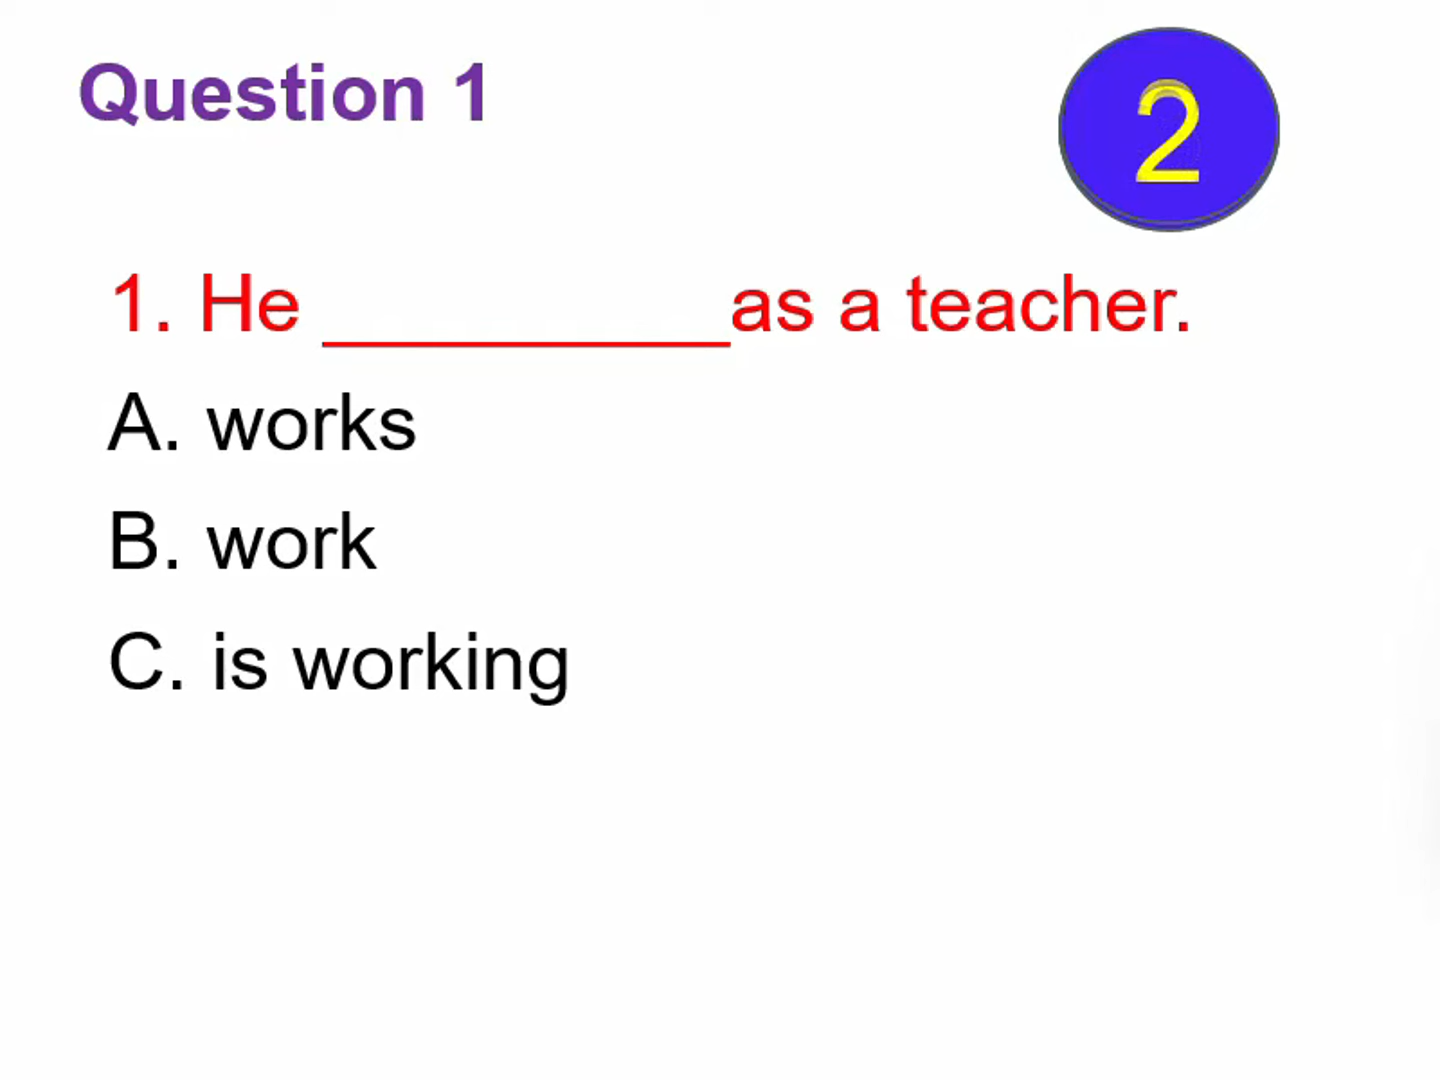 Question 1
2
1. He __________as a teacher.
A. works
B. work
C. is working